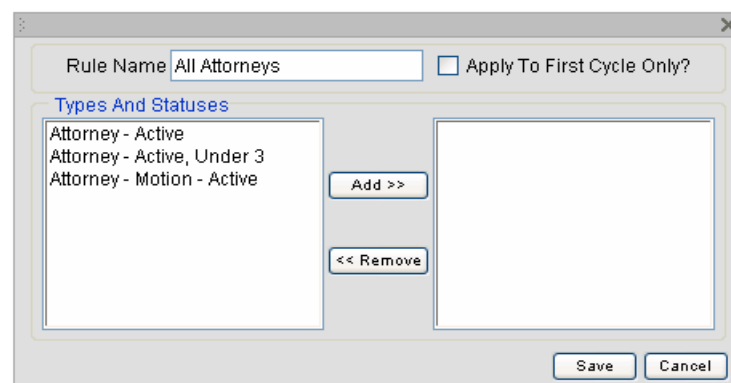 Rule Name All Attorneys Apply To First Cycle Only?
Types And Statuses
Attorney - Active
Attorney - Active, Under 3
Attorney - Motion - Active
Add >>
<< Remove
Save Cancel